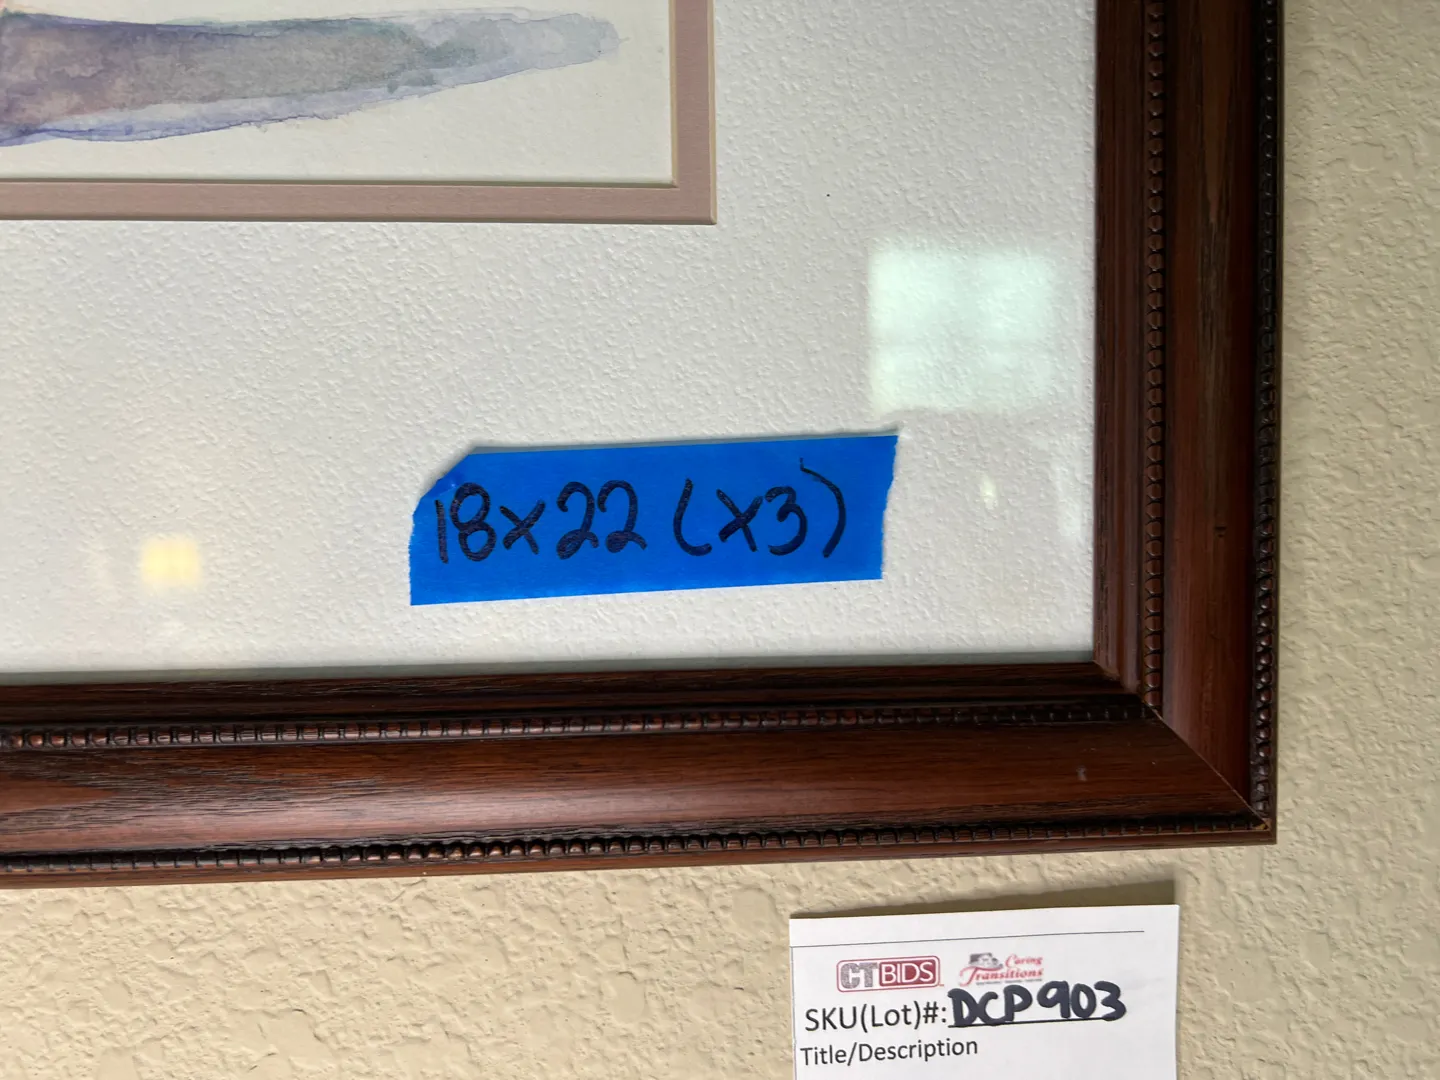 18x22 (x3)
CTBIDS
Caring
Transitions
SKU(Lot)#: DCP903
Title/Description